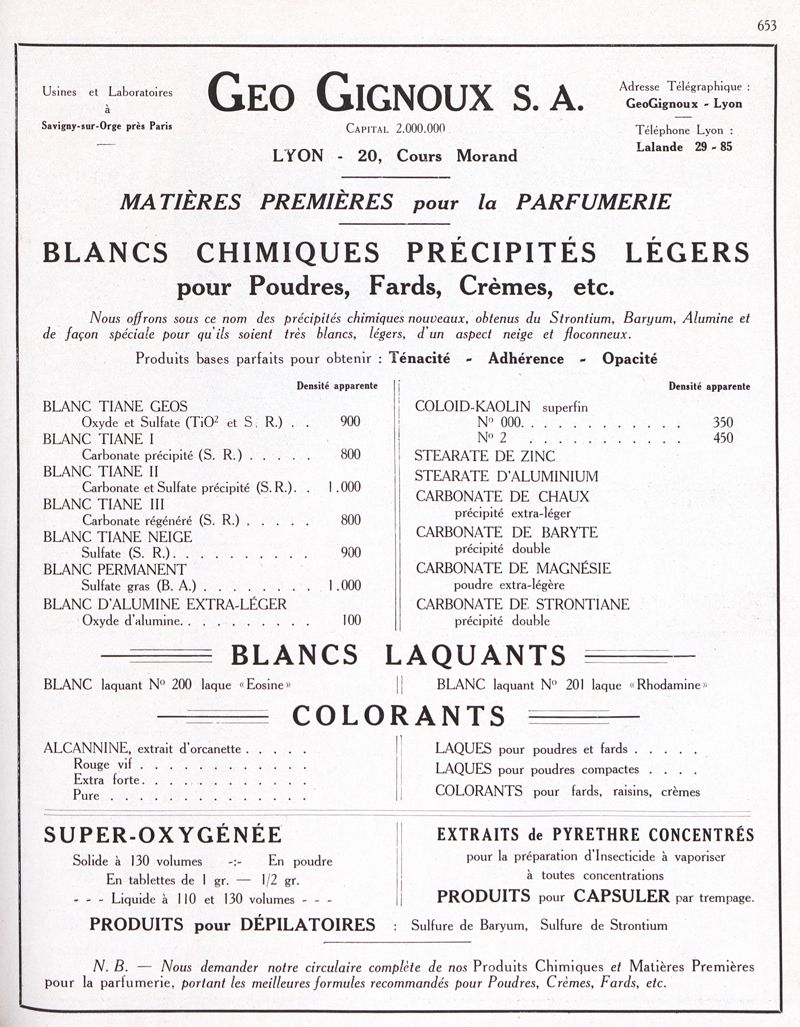 653
Usines et Laboratoires
à
Savigny-sur-Orge près Paris
GEO GIGNOUX S. A.
CAPITAL 2.000.000
LYON - 20, Cours Morand
Adresse Télégraphique :
GeoGignoux - Lyon
Téléphone Lyon :
Lalande 29 - 85
MATIÈRES PREMIÈRES pour la PARFUMERIE
BLANCS CHIMIQUES PRÉCIPITÉS LÉGERS
pour Poudres, Fards, Crèmes, etc.
Nous offrons sous ce nom des précipités chimiques nouveaux, obtenus du Strontium, Baryum, Alumine et
de façon spéciale pour qu'ils soient très blancs, légers, d'un aspect neige et floconneux.
Produits bases parfaits pour obtenir : Ténacité - Adhérence - Opacité
Densité apparente
BLANC TIANE GEOS
Oxyde et Sulfate (TiO² et S. R.) . . 900
BLANC TIANE I
Carbonate précipité (S. R.) . . . . . 800
BLANC TIANE II
Carbonate et Sulfate précipité (S.R.). . 1.000
BLANC TIANE III
Carbonate régénéré (S. R.) . . . . . 800
BLANC TIANE NEIGE
Sulfate (S. R.). . . . . . . . . . 900
BLANC PERMANENT
Sulfate gras (B. A.) . . . . . . . . 1.000
BLANC D'ALUMINE EXTRA-LÉGER
Oxyde d'alumine. . . . . . . . . . 100
Densité apparente
COLOID-KAOLIN superfin
Nº 000. . . . . . . . . . . . 350
Nº 2 . . . . . . . . . . . 450
STEARATE DE ZINC
STEARATE D'ALUMINIUM
CARBONATE DE CHAUX
précipité extra-léger
CARBONATE DE BARYTE
précipité double
CARBONATE DE MAGNÉSIE
poudre extra-légère
CARBONATE DE STRONTIANE
précipité double
BLANCS LAQUANTS
BLANC laquant Nº 200 laque «Eosine»
BLANC laquant Nº 201 laque «Rhodamine»
COLORANTS
ALCANNINE, extrait d'orcanette . . . . .
Rouge vif . . . . . . . . . . . .
Extra forte. . . . . . . . . . . .
Pure . . . . . . . . . . . . . .
LAQUES pour poudres et fards . . . . .
LAQUES pour poudres compactes . . . .
COLORANTS pour fards, raisins, crèmes
SUPER-OXYGÉNÉE
Solide à 130 volumes -:- En poudre
En tablettes de 1 gr. — 1/2 gr.
- - - Liquide à 110 et 130 volumes - - -
EXTRAITS de PYRETHRE CONCENTRÉS
pour la préparation d'Insecticide à vaporiser
à toutes concentrations
PRODUITS pour CAPSULER par trempage.
PRODUITS pour DÉPILATOIRES : Sulfure de Baryum, Sulfure de Strontium
N. B. — Nous demander notre circulaire complète de nos Produits Chimiques et Matières Premières
pour la parfumerie, portant les meilleures formules recommandés pour Poudres, Crèmes, Fards, etc.